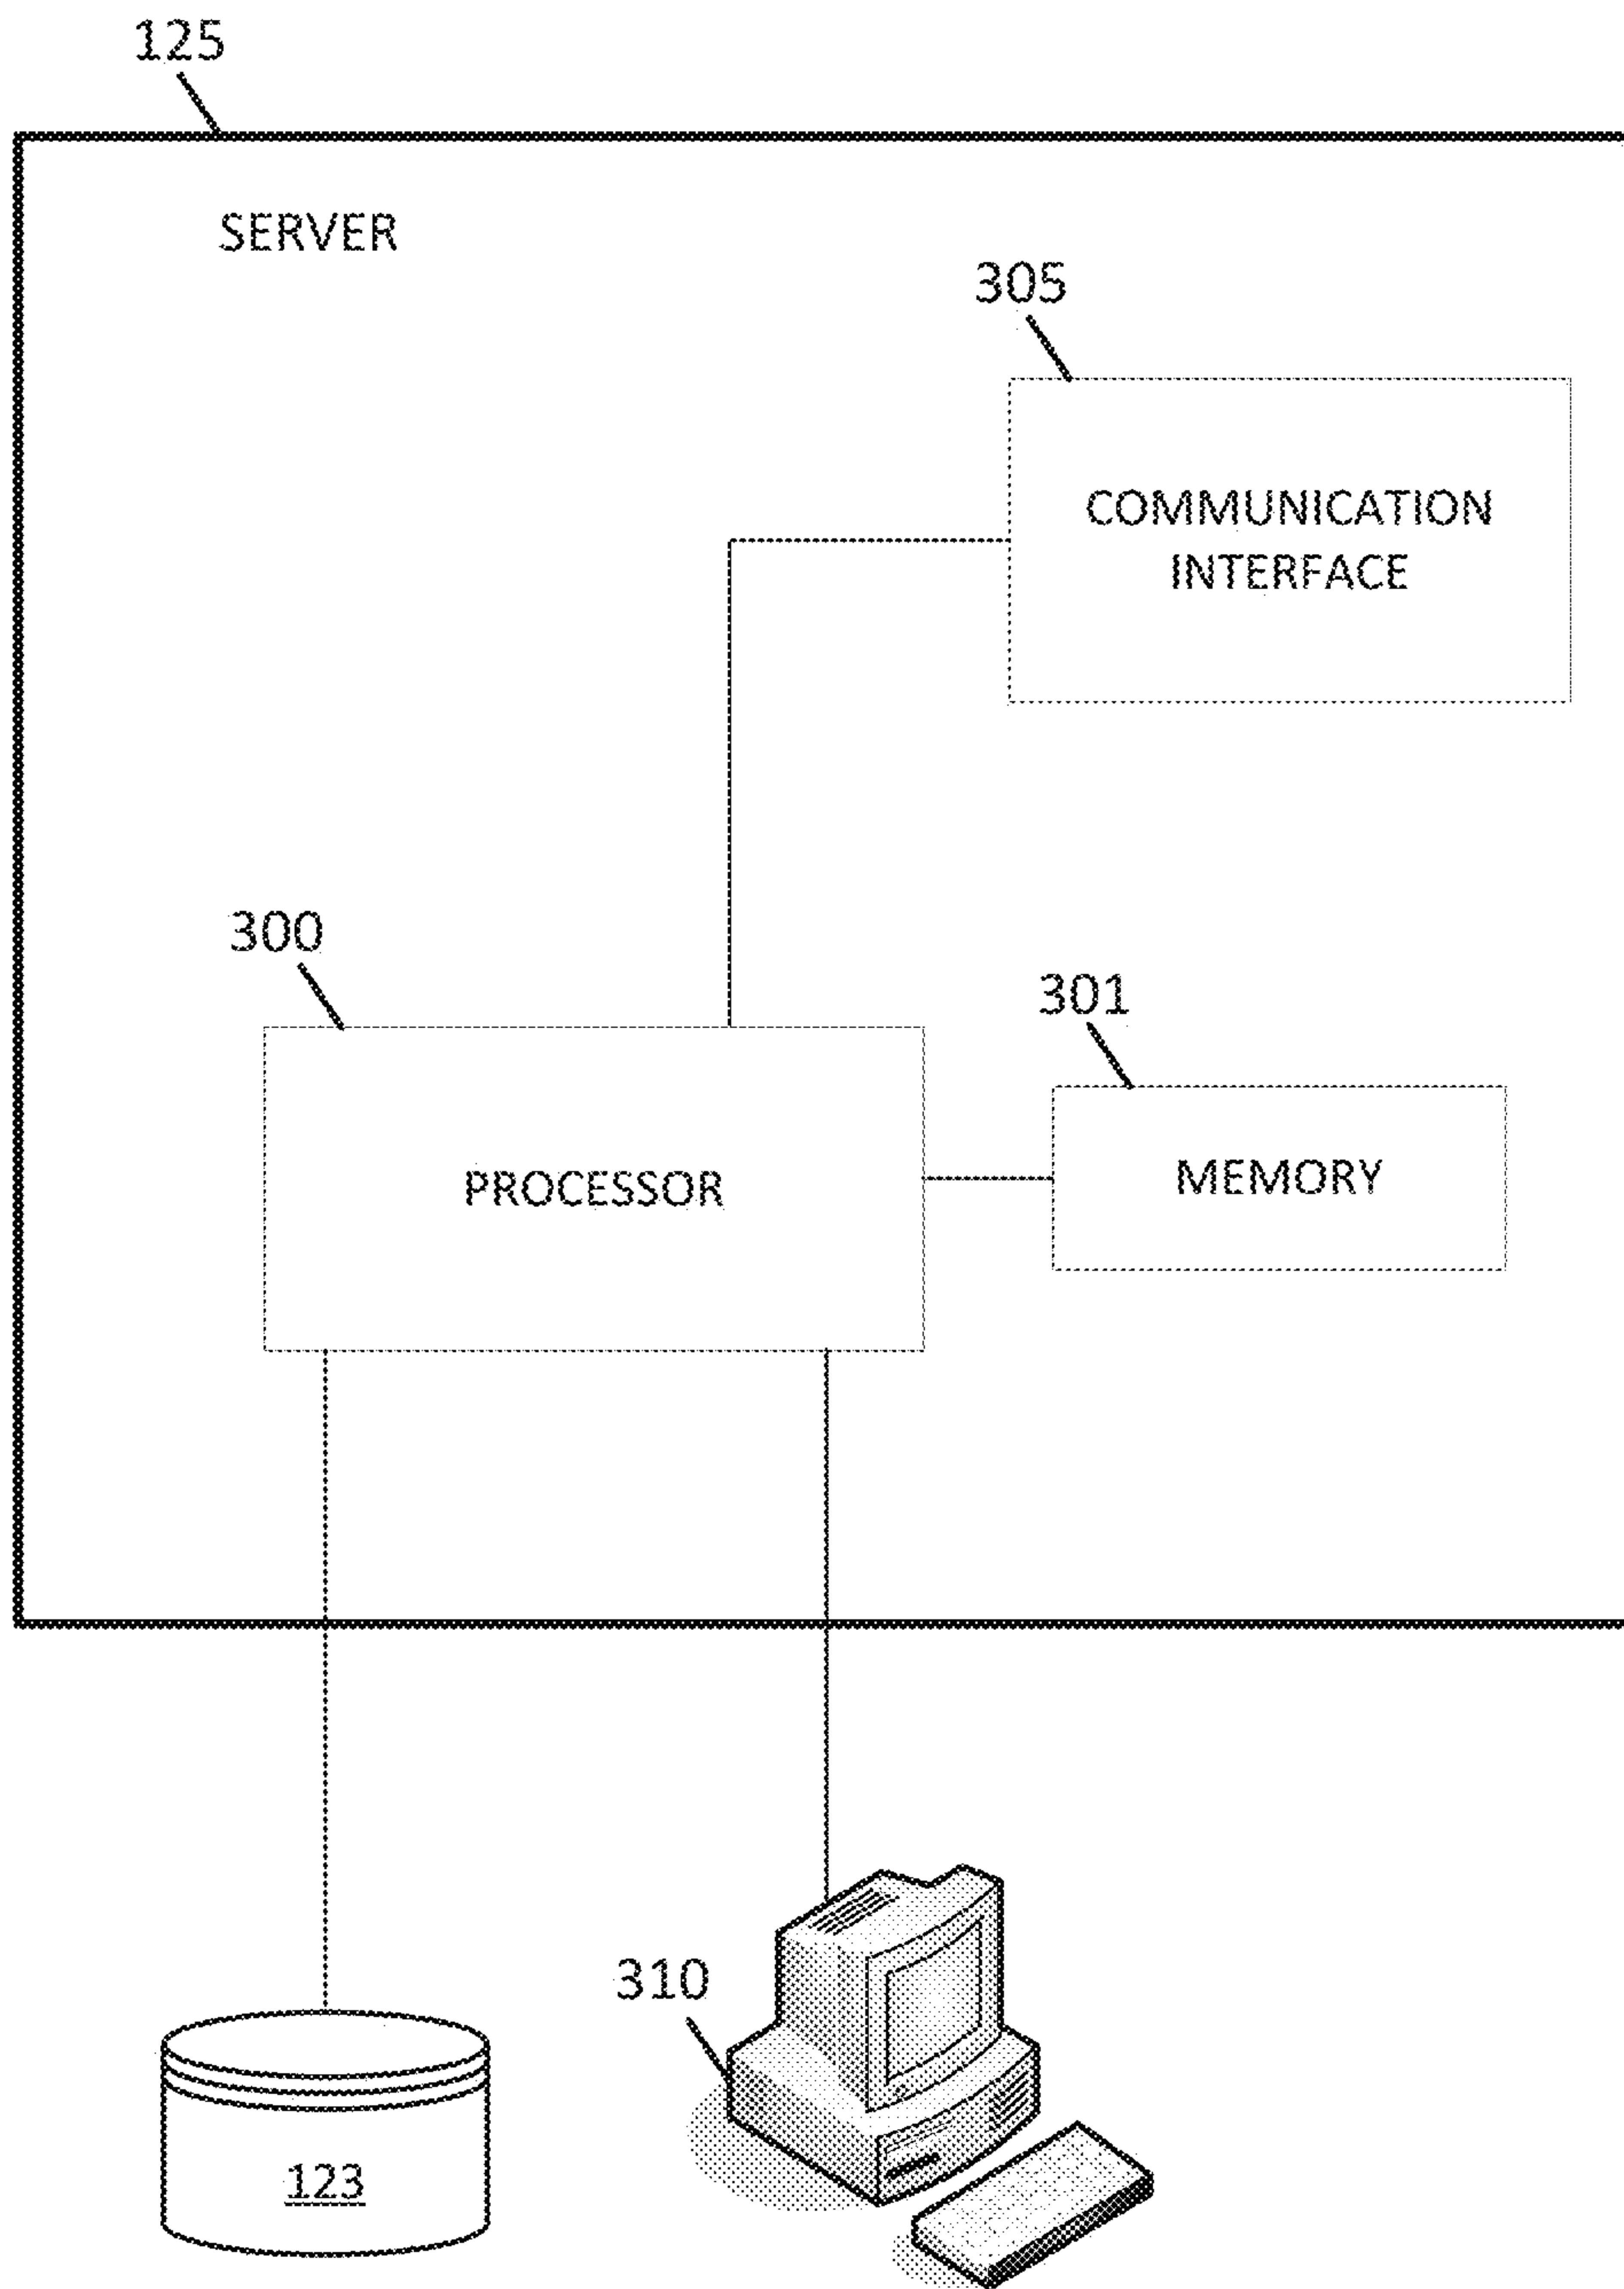 125
SERVER
305
COMMUNICATION
INTERFACE
300
301
PROCESSOR
MEMORY
310
123